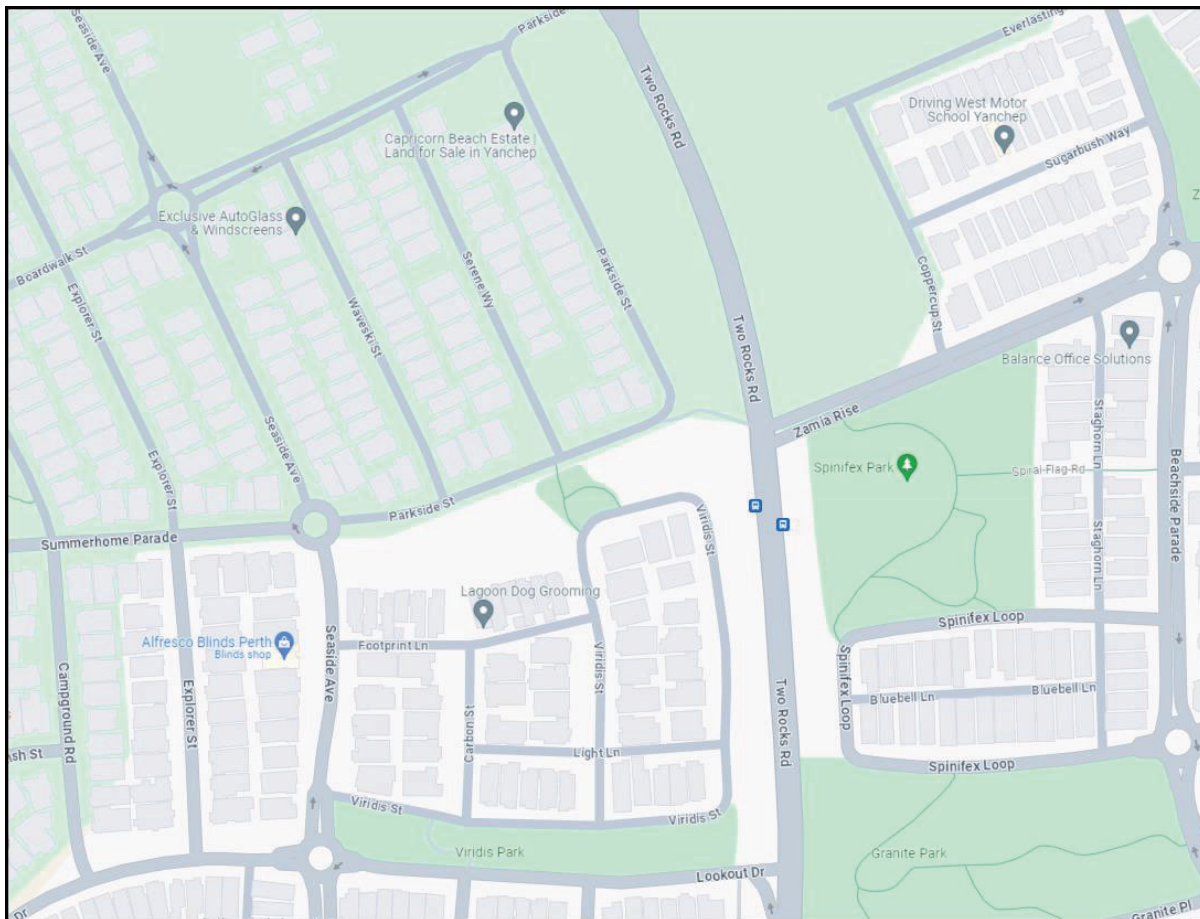 Seaside Ave
Parkside
Everlasting
Two Rocks Rd
Driving West Motor
School Yanchep
Capricorn Beach Estate |
Land for Sale in Yanchep
Sugarbush Way
Z
Exclusive AutoGlass
& Windscreens
Boardwalk St
Explorer St
Waveski St
Serene Wy
Parkside St
Coppercup St
Two Rocks Rd
Balance Office Solutions
Seaside Ave
Zamia Rise
Staghorn Ln
Spinifex Park
Spiral Flag Rd
Beachside Parade
Explorer St
Parkside St
Viridis St
Summerhome Parade
Staghorn Ln
Lagoon Dog Grooming
Spinifex Loop
Alfresco Blinds Perth
Blinds shop
Footprint Ln
Seaside Ave
Viridis St
Spinifex Loop
Bluebell Ln
Bluebell Ln
Campground Rd
Explorer St
Carbon St
Two Rocks Rd
Light Ln
Spinifex Loop
Viridis St
Viridis St
Viridis Park
Granite Park
Lookout Dr
Dr
Granite Pl